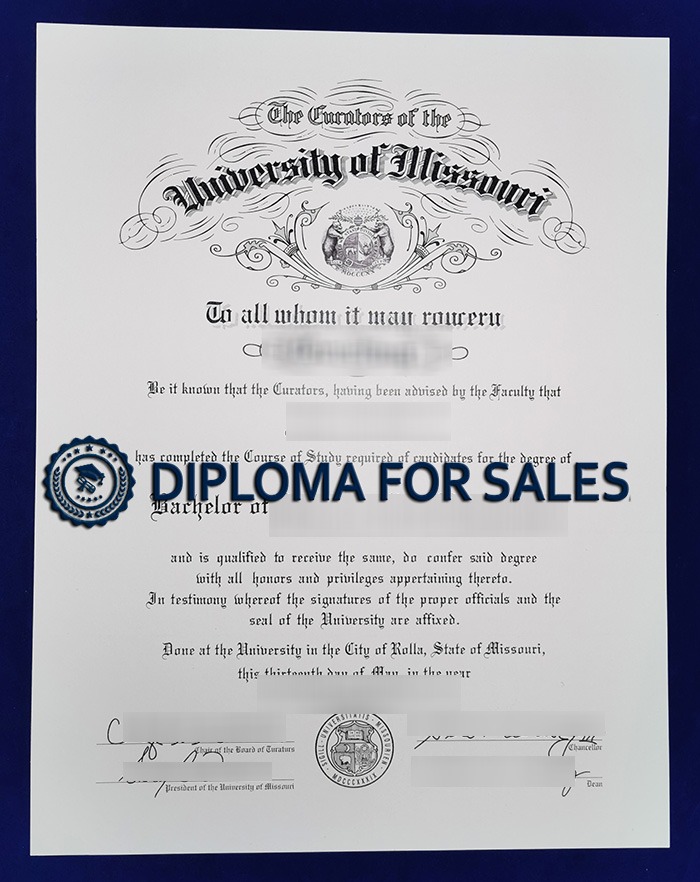 The Curators of the
University of Missouri
MDCCCXX
To all whom it may concern
Be it known that the Curators, having been advised by the Faculty that
has completed the Course of Study required of candidates for the degree of
DIPLOMA FOR SALES
Bachelor of
and is qualified to receive the same, do confer said degree
with all honors and privileges appertaining thereto.
In testimony whereof the signatures of the proper officials and the
seal of the University are affixed.
Done at the University in the City of Rolla, State of Missouri,
this thirteenth day of May, in the year
SIGILL·UNIVERSITATIS·MISSOURIEN
MDCCCXXXIX
Chair of the Board of Curators
Chancellor
President of the University of Missouri
Dean